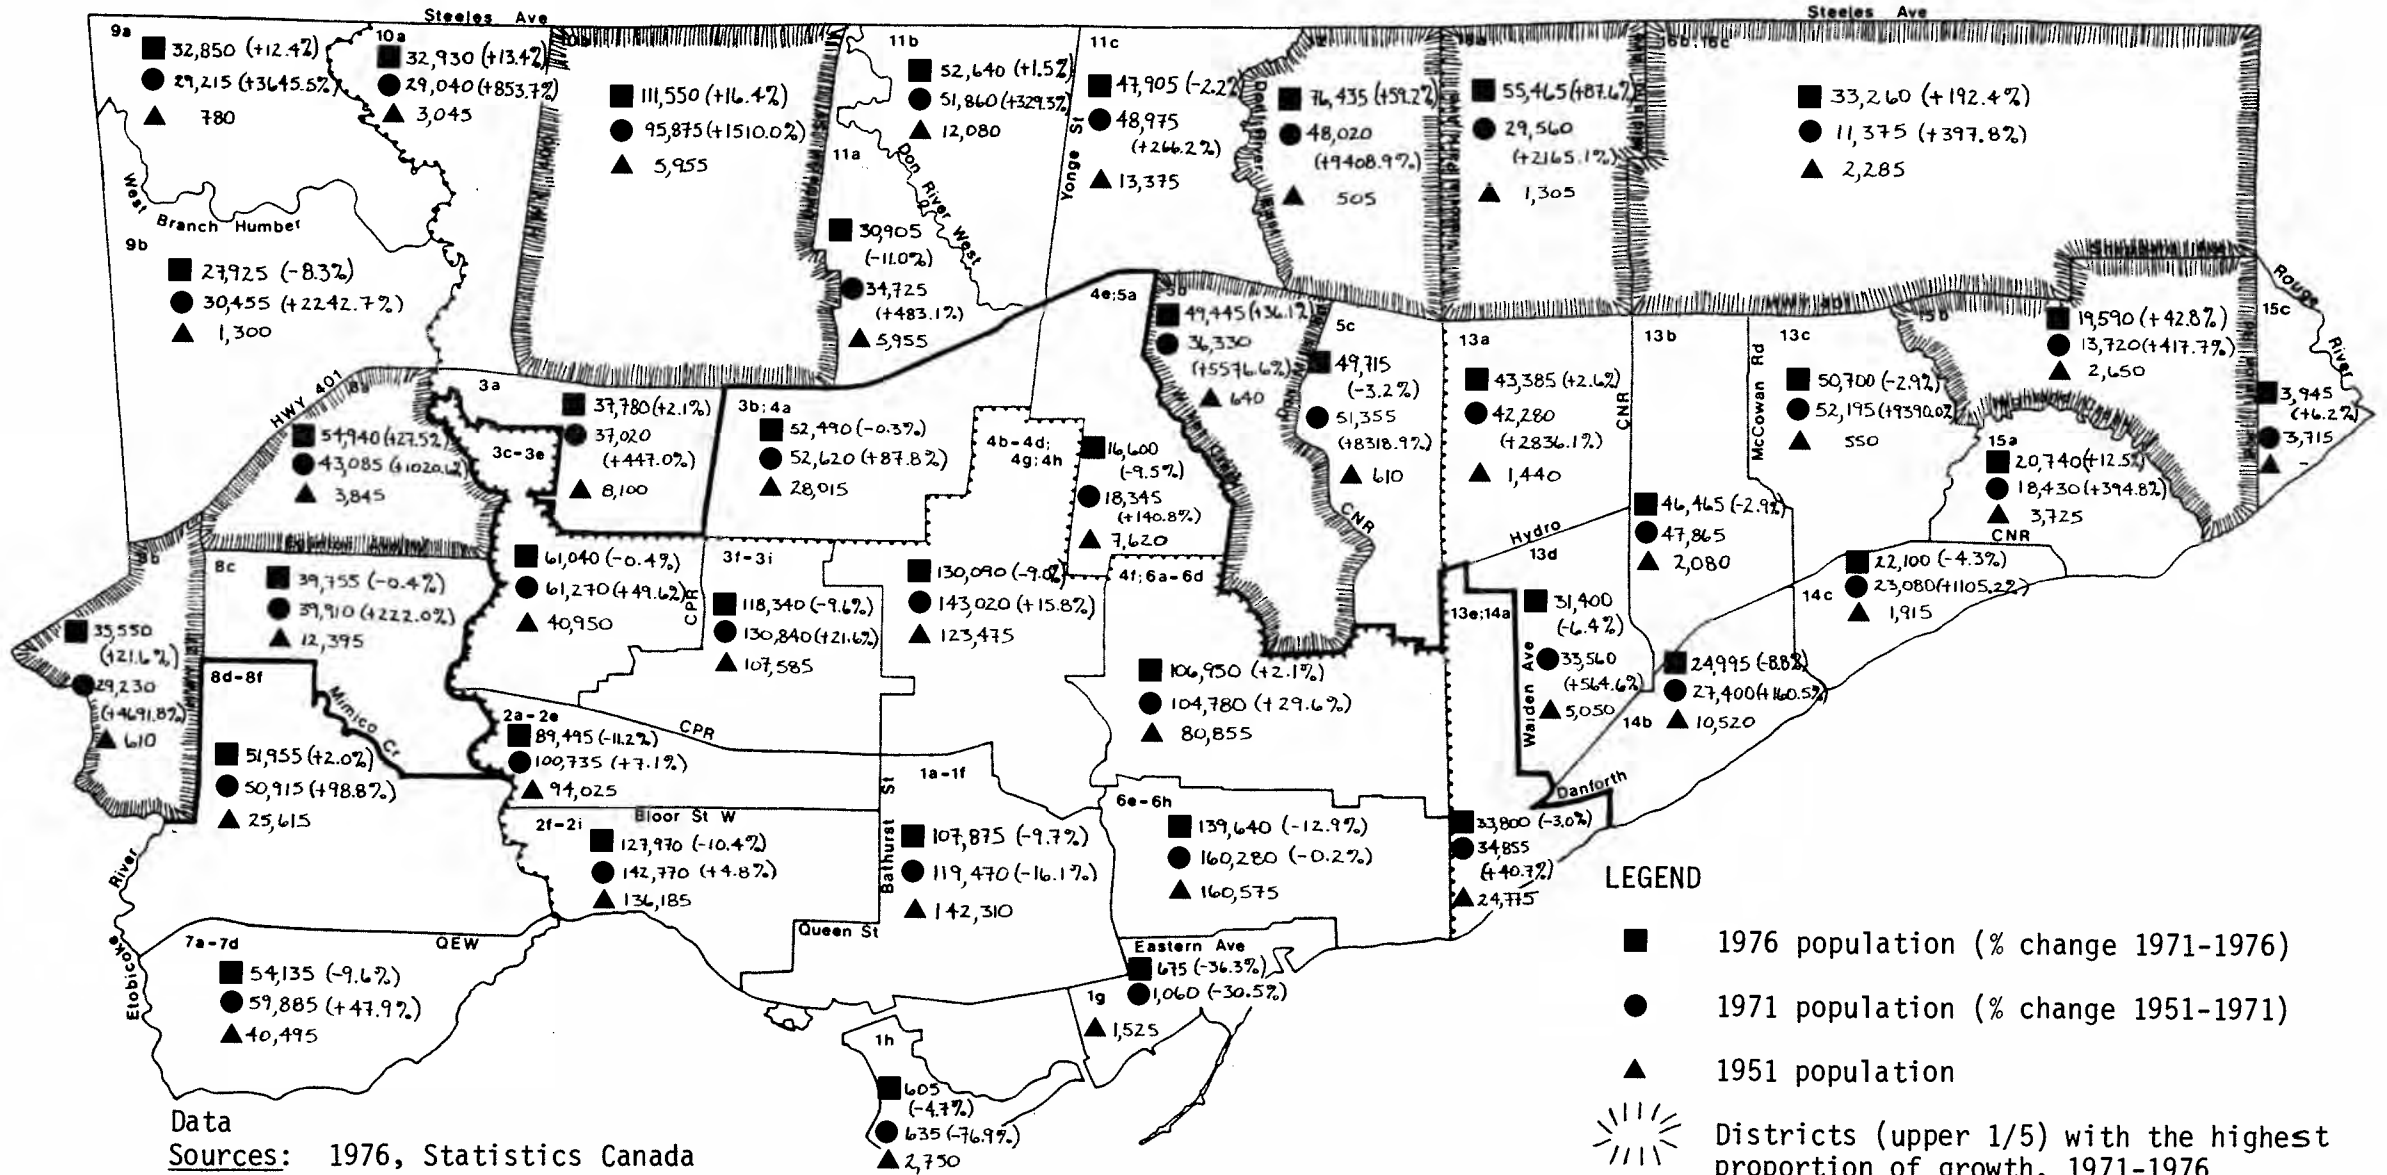 Steeles Ave
Steeles Ave
9a
32,850 (+12.4%)
29,215 (+3645.5%)
780
10a
32,930 (+13.4%)
29,040 (+853.7%)
3,045
111,550 (+16.4%)
95,875 (+1510.0%)
5,955
11b
52,640 (+1.5%)
51,860 (+329.3%)
12,080
11a
Don River West
30,905
(-11.0%)
34,725
(+483.1%)
5,955
Yonge St
11c
47,905 (-2.2%)
48,975
(+266.2%)
13,375
76,435 (+59.2%)
48,020
(+9408.9%)
505
55,465 (+87.6%)
29,560
(+2165.1%)
1,305
16b;16c
33,260 (+192.4%)
11,375 (+397.8%)
2,285
West Branch Humber
9b
27,925 (-8.3%)
30,455 (+2242.7%)
1,300
HWY 401
54,940 (+27.5%)
43,085 (+1020.6%)
3,845
3a
37,780 (+2.1%)
37,020
(+447.0%)
8,100
3c-3e
3b;4a
52,490 (-0.3%)
52,620 (+87.8%)
28,015
4b-4d;
4g;4h
16,600
(-9.5%)
18,345
(+140.8%)
7,620
4e;5a
5b
49,445 (+36.1%)
36,330
(+5576.6%)
640
5c
49,715
(-3.2%)
51,355
(+8318.9%)
610
CNR
13a
43,385 (+2.6%)
42,280
(+2836.1%)
1,440
Hydro
13b
CNR
46,465 (-2.9%)
47,865
2,080
McCowan Rd
13c
50,700 (-2.9%)
52,195 (+9390.0%)
550
15b
19,590 (+42.8%)
13,720 (+417.7%)
2,650
Rouge River
15c
3,945
(+6.2%)
3,715
-
15a
20,740 (+12.5%)
18,430 (+394.8%)
3,725
CNR
8b
35,550
(+21.6%)
29,230
(+4691.8%)
610
8c
39,755 (-0.4%)
39,910 (+222.0%)
12,395
61,040 (-0.4%)
61,270 (+49.6%)
40,950
CPR
3f-3i
118,340 (-9.6%)
130,840 (+21.6%)
107,585
130,090 (-9.0%)
143,020 (+15.8%)
123,475
4f;6a-6d
106,950 (+2.1%)
104,780 (+29.6%)
80,855
13d
31,400
(-6.4%)
33,560
(+564.6%)
5,050
Warden Ave
13e;14a
33,800 (-3.0%)
34,855
(+40.7%)
24,775
14c
22,100 (-4.3%)
23,080 (+1105.2%)
1,915
14b
24,995 (-8.8%)
27,400 (+160.5%)
10,520
Danforth
8d-8f
Mimico Cr
51,955 (+2.0%)
50,915 (+98.8%)
25,615
2a-2e
CPR
89,495 (-11.2%)
100,735 (+7.1%)
94,025
Bloor St W
2f-2i
127,970 (-10.4%)
142,770 (+4.8%)
136,185
Bathurst St
1a-1f
107,875 (-9.7%)
119,470 (-16.1%)
142,310
Queen St
6e-6h
139,640 (-12.9%)
160,280 (-0.2%)
160,575
Eastern Ave
675 (-36.3%)
1,060 (-30.5%)
1g
1,525
1h
605
(-4.7%)
635 (-76.9%)
2,750
Etobicoke River
7a-7d
QEW
54,135 (-9.6%)
59,885 (+47.9%)
40,495
LEGEND
1976 population (% change 1971-1976)
1971 population (% change 1951-1971)
1951 population
Districts (upper 1/5) with the highest
proportion of growth, 1971-1976
Data
Sources: 1976, Statistics Canada